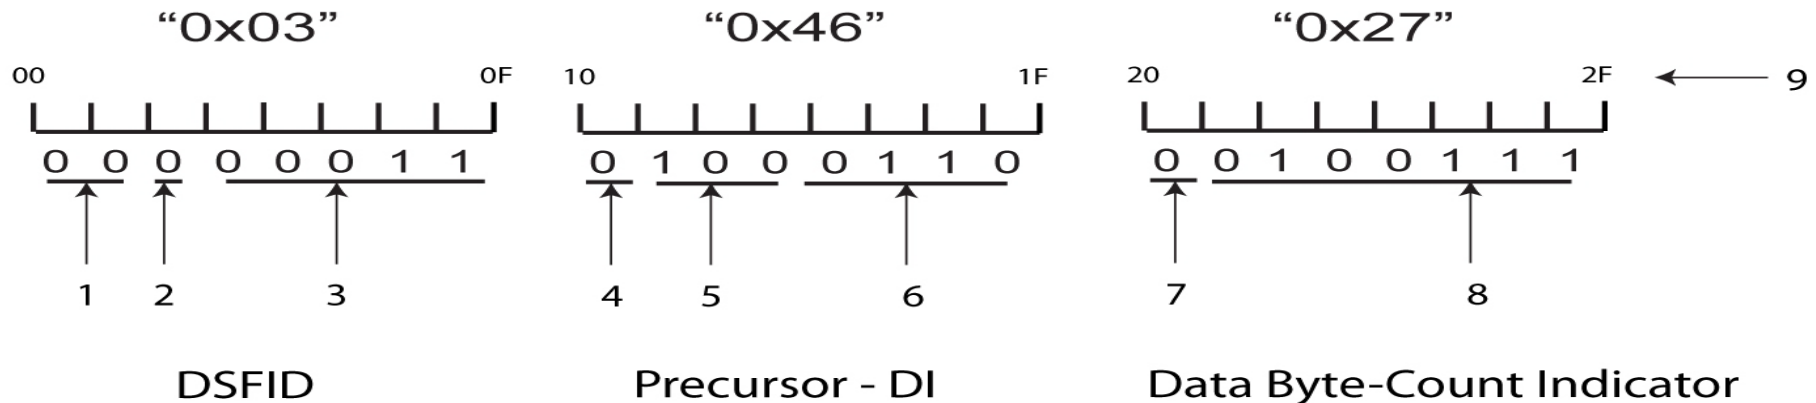 “0x03” “0x46” “0x27”
00 0F 10 1F 20 2F 9
0 0 0 0 0 0 1 1 0 1 0 0 0 1 1 0 0 0 1 0 0 1 1 1
1 2 3 4 5 6 7 8
DSFID Precursor - DI Data Byte-Count Indicator